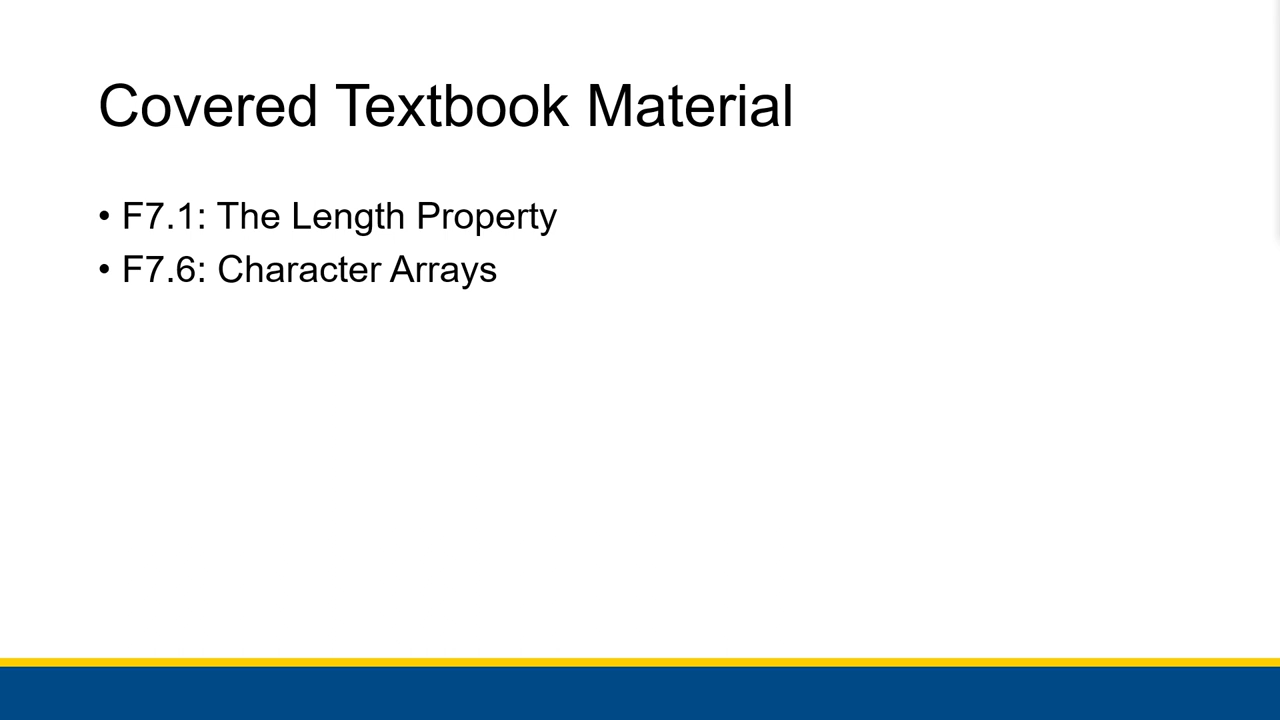 Covered Textbook Material
• F7.1: The Length Property
• F7.6: Character Arrays